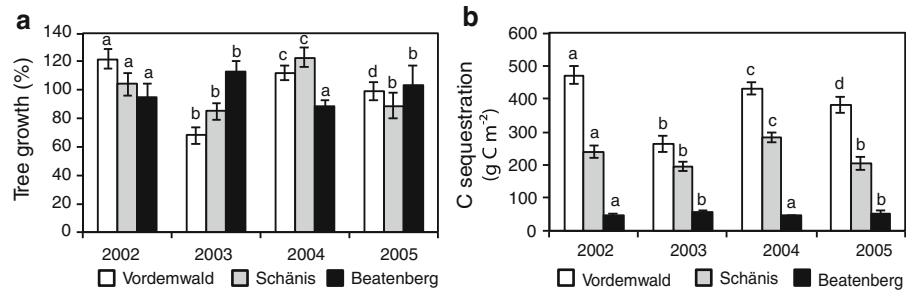 a
Tree growth (%)
140
120
100
80
60
40
20
0
a
a
a
b
b
b
c
c
a
d
b
b
2002 2003 2004 2005
Vordemwald Schänis Beatenberg
b
C sequestration
(g C m⁻²)
600
500
400
300
200
100
0
a
a
a
b
b
b
c
c
a
d
b
b
2002 2003 2004 2005
Vordemwald Schänis Beatenberg